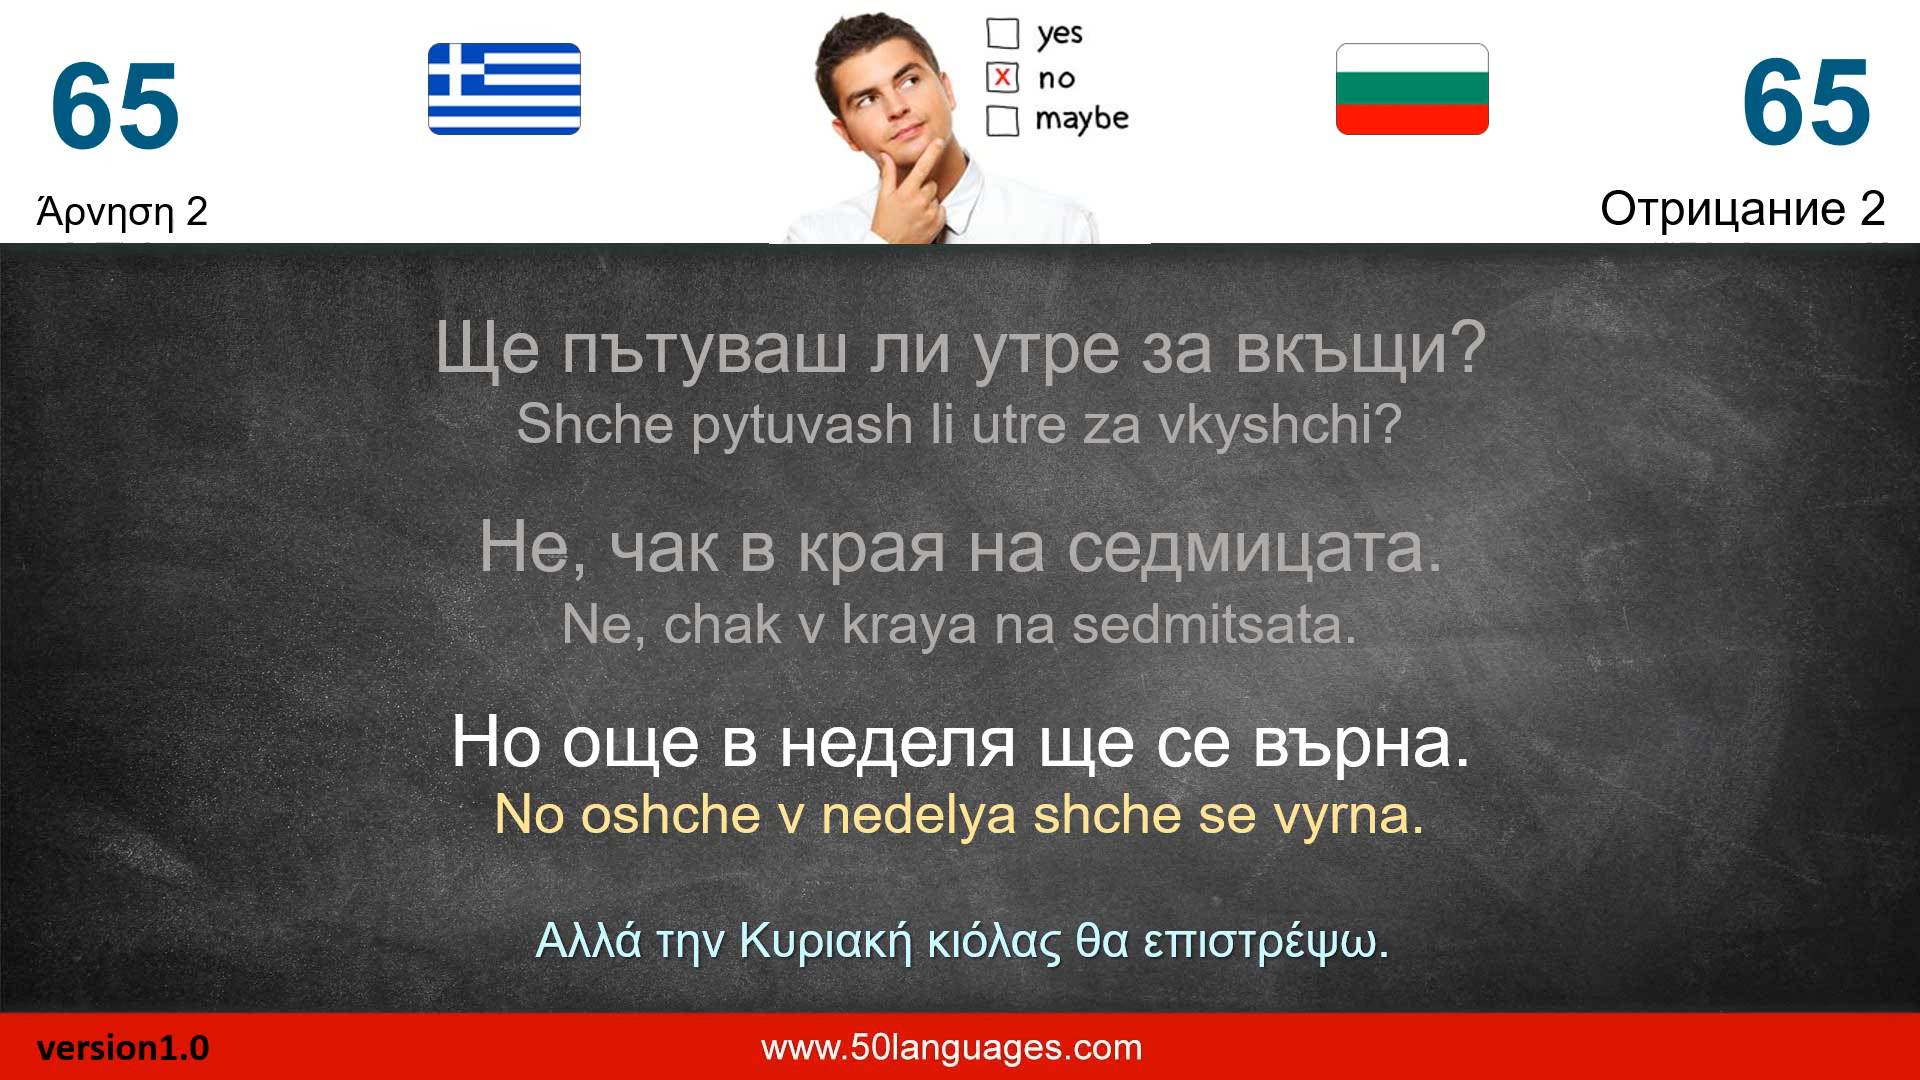 65
yes
no
maybe
65
Άρνηση 2
Отрицание 2
Ще пътуваш ли утре за вкъщи?
Shche pytuvash li utre za vkyshchi?
Не, чак в края на седмицата.
Ne, chak v kraya na sedmitsata.
Но още в неделя ще се върна.
No oshche v nedelya shche se vyrna.
Αλλά την Κυριακή κιόλας θα επιστρέψω.
version1.0
www.50languages.com